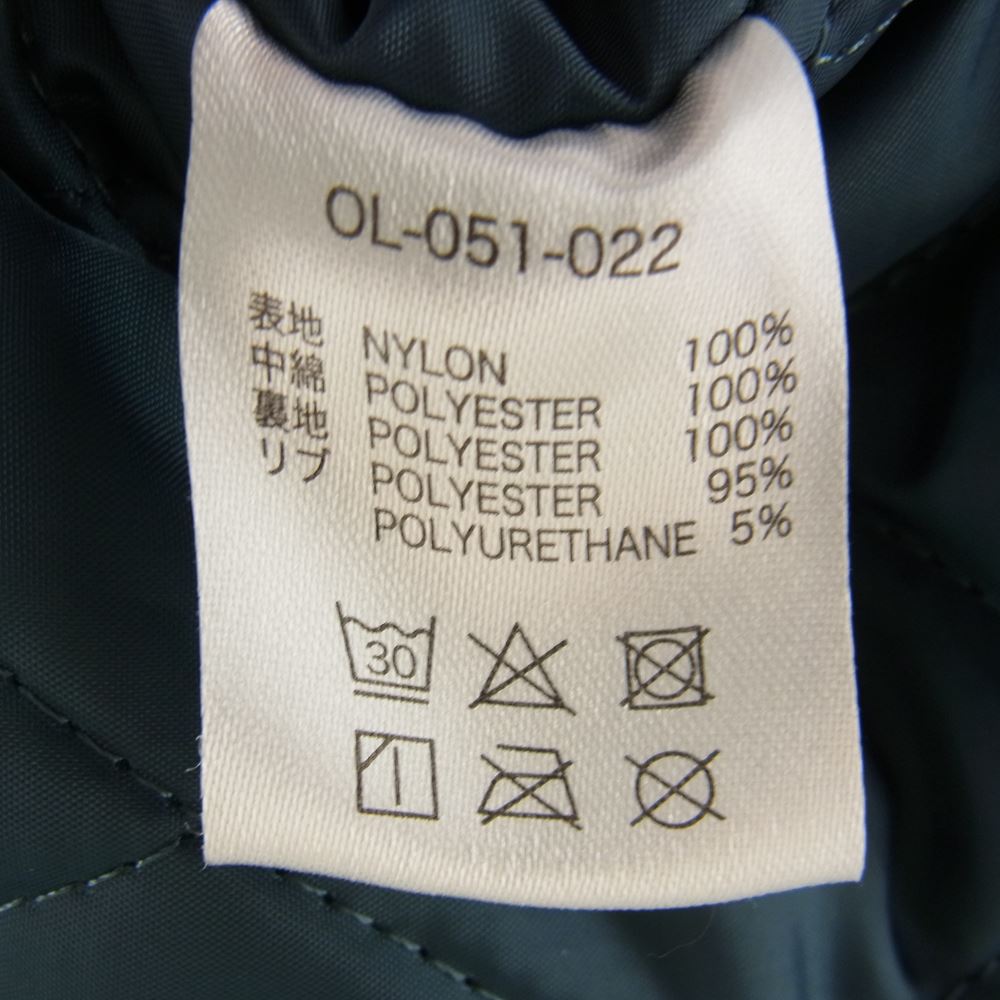 OL-051-022
表地 NYLON 100%
中綿 POLYESTER 100%
裏地 POLYESTER 100%
リブ POLYESTER 95%
POLYURETHANE 5%
30